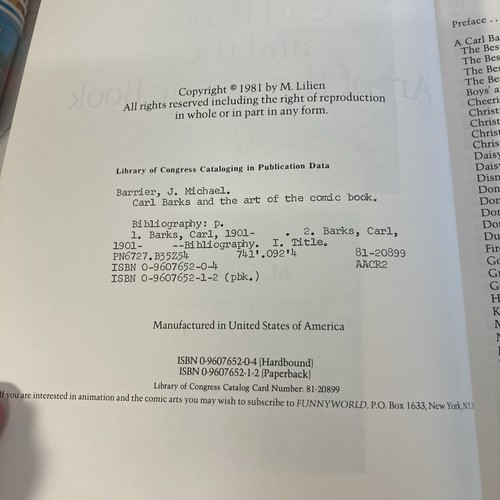 Copyright © 1981 by M. Lilien
All rights reserved including the right of reproduction
in whole or in part in any form.
Library of Congress Cataloging in Publication Data
Barrier, J. Michael.
Carl Barks and the art of the comic book.
Bibliography: p.
1. Barks, Carl, 1901- . 2. Barks, Carl,
1901- --Bibliography. I. Title.
PN6727.B35Z54 741'.092'4 81-20899
ISBN 0-9607652-0-4 AACR2
ISBN 0-9607652-1-2 (pbk.)
Manufactured in United States of America
ISBN 0-9607652-0-4 (Hardbound)
ISBN 0-9607652-1-2 (Paperback)
Library of Congress Catalog Card Number: 81-20899
If you are interested in animation and the comic arts you may wish to subscribe to FUNNYWORLD, P.O. Box 1633, New York, N.Y.
Preface . .
A Carl Ba
The Best
The Bes
The Bes
The Be
Boys' a
Cheeri
Christ
Christ
Christ
Chris
Daisy
Dais
Disn
Don
Don
Don
Do
Du
Fir
Go
Gr
G
H
K
M
N